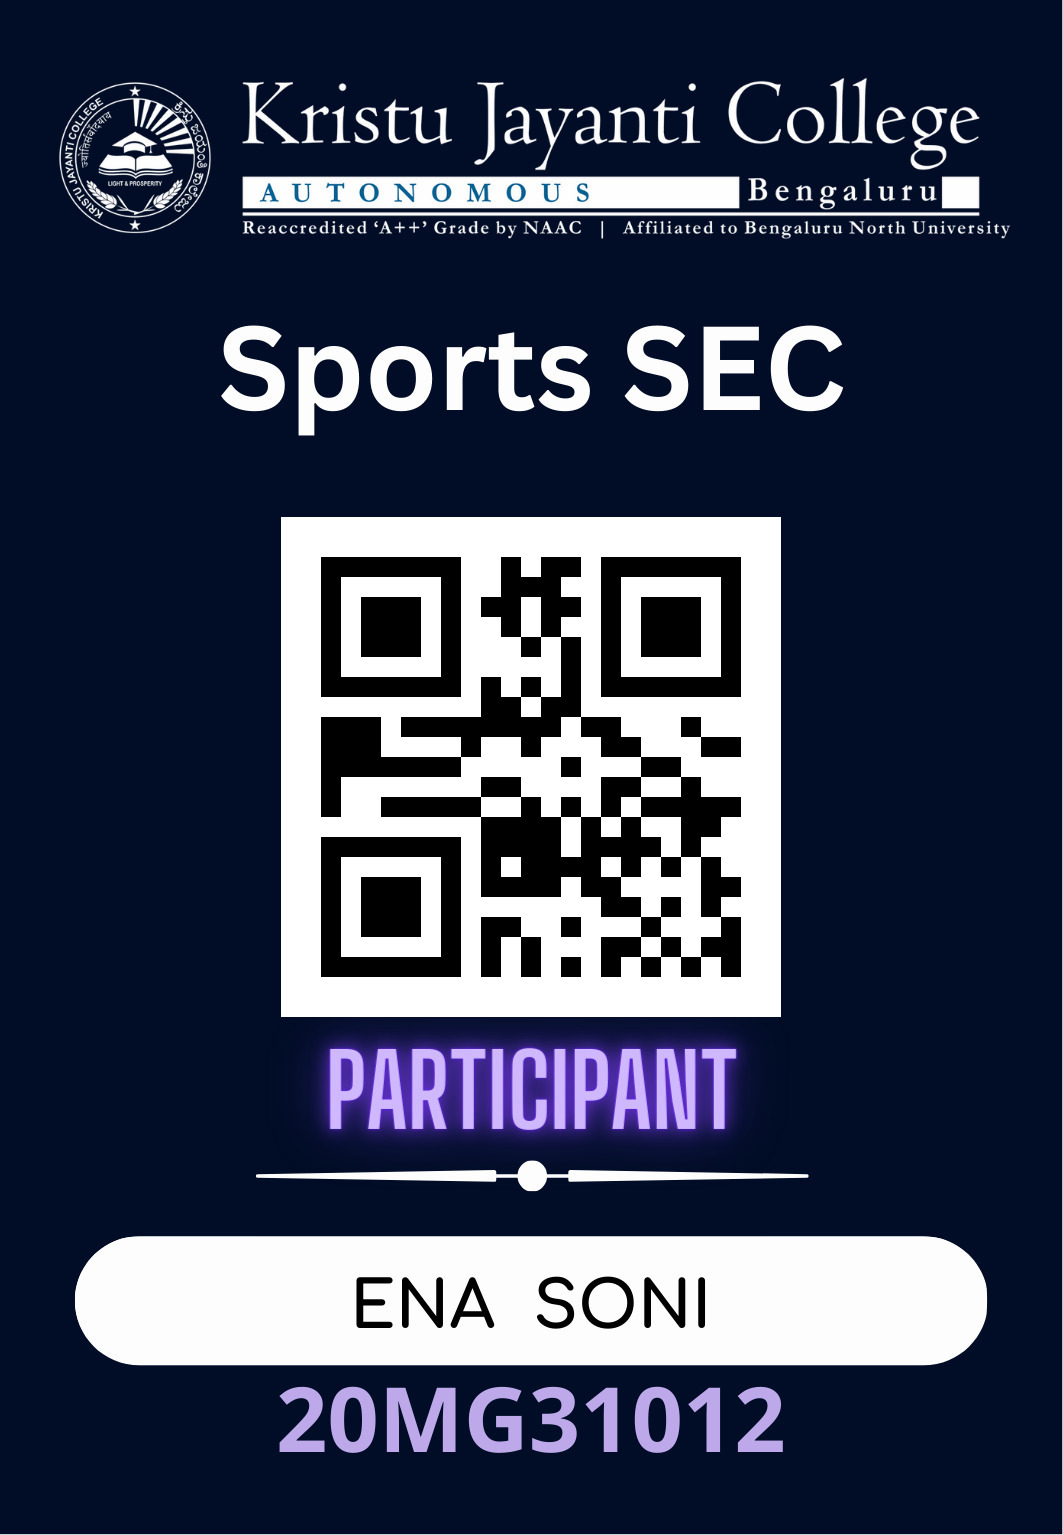 KRISTU JAYANTI COLLEGE
ಕ್ರಿಸ್ತು ಜಯಂತಿ ಕಾಲೇಜು
LIGHT & PROSPERITY
Kristu Jayanti College
AUTONOMOUS Bengaluru
Reaccredited ‘A++’ Grade by NAAC | Affiliated to Bengaluru North University
Sports SEC
PARTICIPANT
ENA SONI
20MG31012